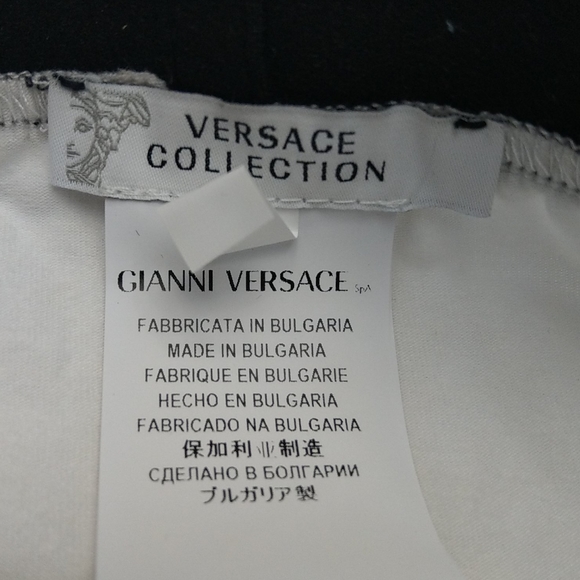 VERSACE
COLLECTION
GIANNI VERSACE SpA
FABBRICATA IN BULGARIA
MADE IN BULGARIA
FABRIQUE EN BULGARIE
HECHO EN BULGARIA
FABRICADO NA BULGARIA
保加利亚制造
СДЕЛАНО В БОЛГАРИИ
ブルガリア製